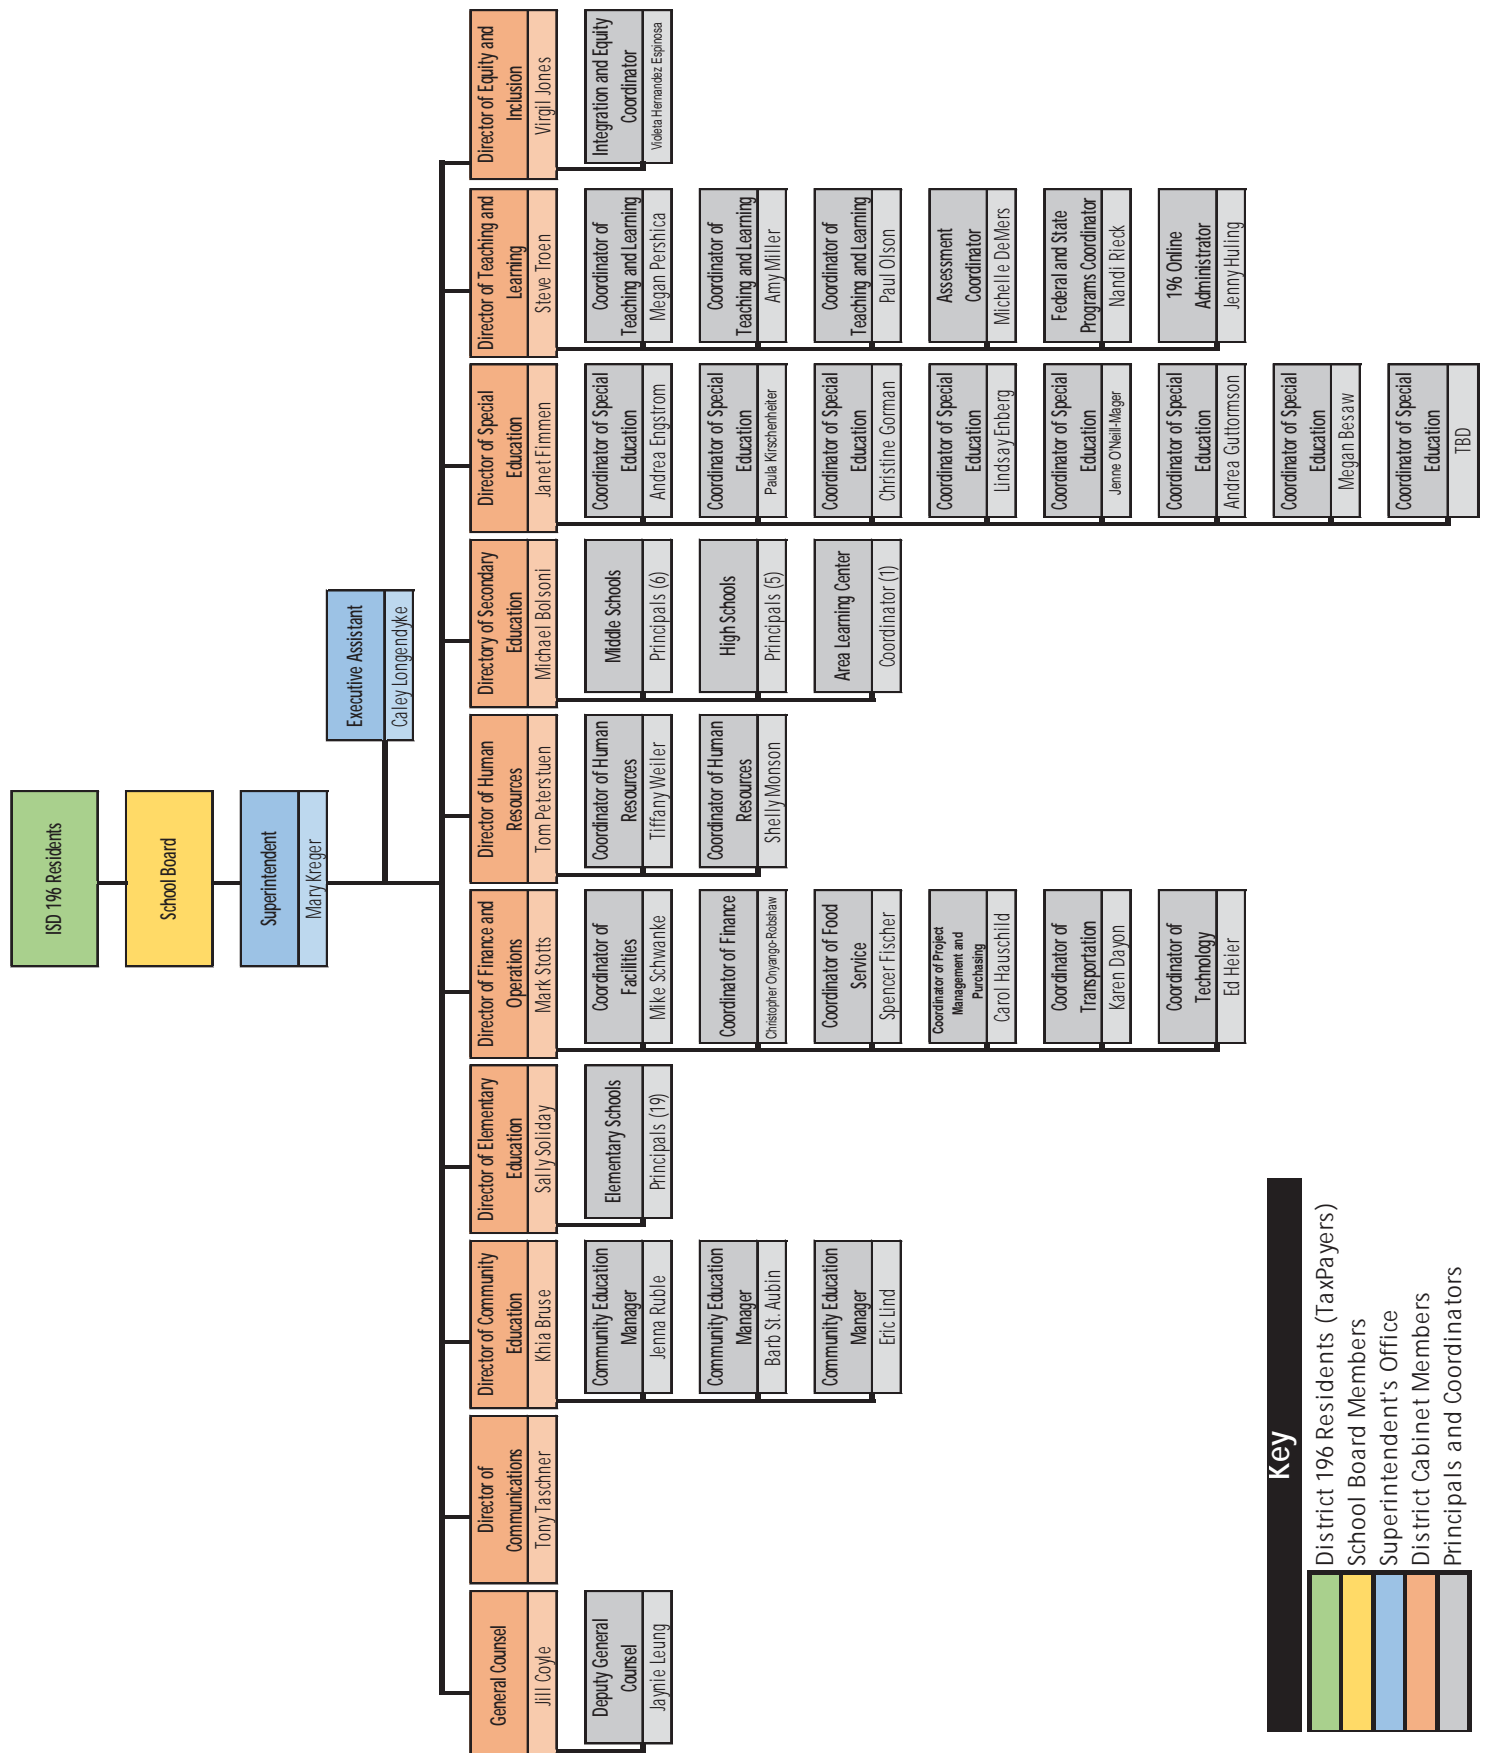 ISD 196 Residents
School Board
Superintendent
Mary Kreger
Executive Assistant
Caley Longendyke
General Counsel
Jill Coyle
Deputy General
Counsel
Jaynie Leung
Director of
Communications
Tony Taschner
Director of Community
Education
Khia Bruse
Community Education
Manager
Jenna Ruble
Community Education
Manager
Barb St. Aubin
Community Education
Manager
Eric Lind
Director of Elementary
Education
Sally Soliday
Elementary Schools
Principals (19)
Director of Finance and
Operations
Mark Stotts
Coordinator of
Facilities
Mike Schwanke
Coordinator of Finance
Christopher Onyango-Robshaw
Coordinator of Food
Service
Spencer Fischer
Coordinator of Project
Management and
Purchasing
Carol Hauschild
Coordinator of
Transportation
Karen Dayon
Coordinator of
Technology
Ed Heier
Director of Human
Resources
Tom Peterstuen
Coordinator of Human
Resources
Tiffany Weiler
Coordinator of Human
Resources
Shelly Monson
Directory of Secondary
Education
Michael Bolsoni
Middle Schools
Principals (6)
High Schools
Principals (5)
Area Learning Center
Coordinator (1)
Director of Special
Education
Janet Fimmen
Coordinator of Special
Education
Andrea Engstrom
Coordinator of Special
Education
Paula Kirschenheiter
Coordinator of Special
Education
Christine Gorman
Coordinator of Special
Education
Lindsay Enberg
Coordinator of Special
Education
Jenne O'Neill-Mager
Coordinator of Special
Education
Andrea Guttormson
Coordinator of Special
Education
Megan Besaw
Coordinator of Special
Education
TBD
Director of Teaching and
Learning
Steve Troen
Coordinator of
Teaching and Learning
Megan Pershica
Coordinator of
Teaching and Learning
Amy Miller
Coordinator of
Teaching and Learning
Paul Olson
Assessment
Coordinator
Michelle DeMers
Federal and State
Programs Coordinator
Nandi Rieck
196 Online
Administrator
Jenny Huling
Director of Equity and
Inclusion
Virgil Jones
Integration and Equity
Coordinator
Violeta Hernandez Espinosa
Key
District 196 Residents (TaxPayers)
School Board Members
Superintendent's Office
District Cabinet Members
Principals and Coordinators